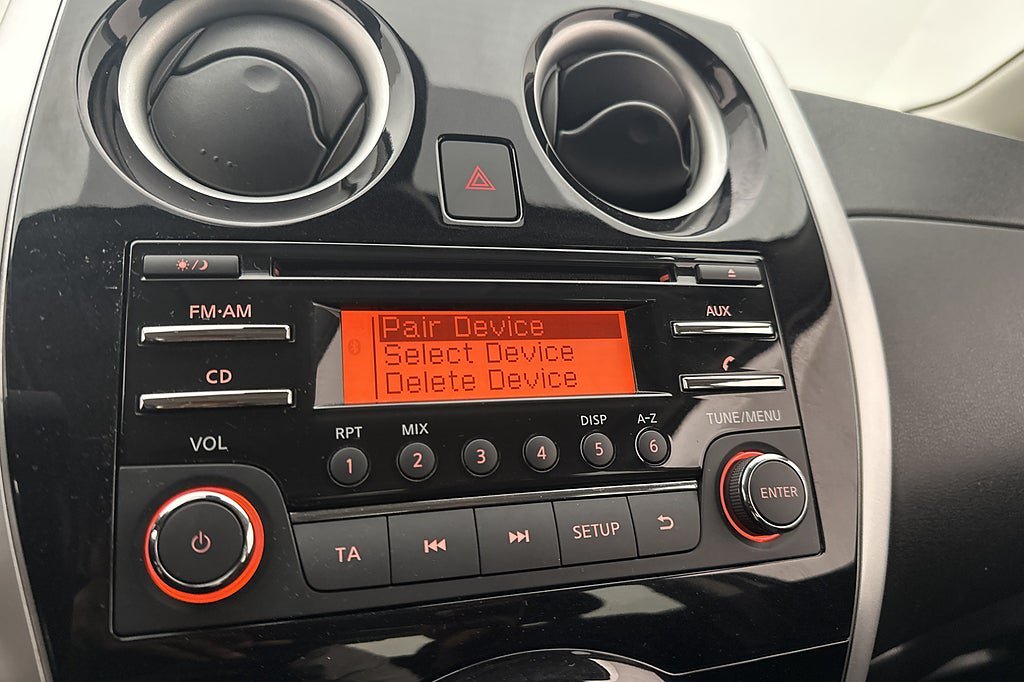 FM·AM
CD
VOL
Pair Device
Select Device
Delete Device
AUX
RPT
MIX
DISP
A-Z
1
2
3
4
5
6
TUNE/MENU
ENTER
TA
SETUP